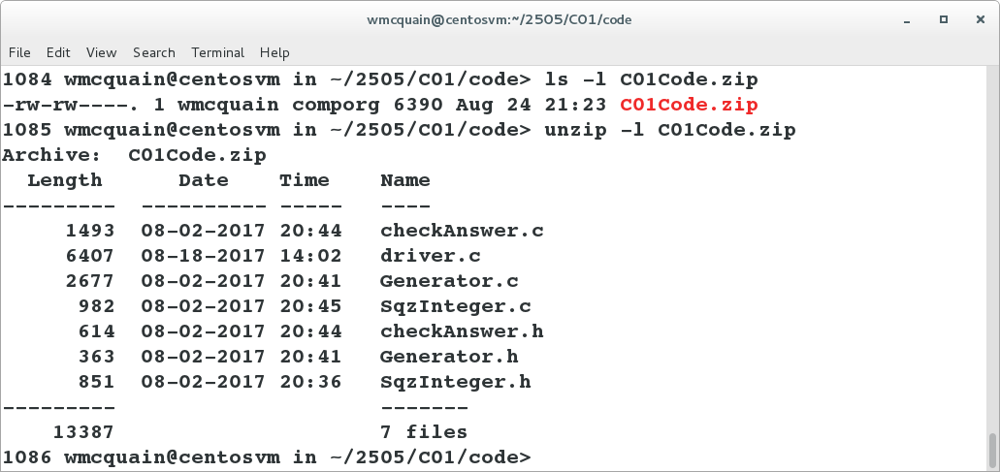 wmcquain@centosvm:~/2505/C01/code
File Edit View Search Terminal Help
1084 wmcquain@centosvm in ~/2505/C01/code> ls -l C01Code.zip
-rw-rw----. 1 wmcquain comporg 6390 Aug 24 21:23 C01Code.zip
1085 wmcquain@centosvm in ~/2505/C01/code> unzip -l C01Code.zip
Archive:  C01Code.zip
  Length      Date    Time    Name
---------  ---------- -----   ----
     1493  08-02-2017 20:44   checkAnswer.c
     6407  08-18-2017 14:02   driver.c
     2677  08-02-2017 20:41   Generator.c
      982  08-02-2017 20:45   SqzInteger.c
      614  08-02-2017 20:44   checkAnswer.h
      363  08-02-2017 20:41   Generator.h
      851  08-02-2017 20:36   SqzInteger.h
---------                     -------
    13387                     7 files
1086 wmcquain@centosvm in ~/2505/C01/code>